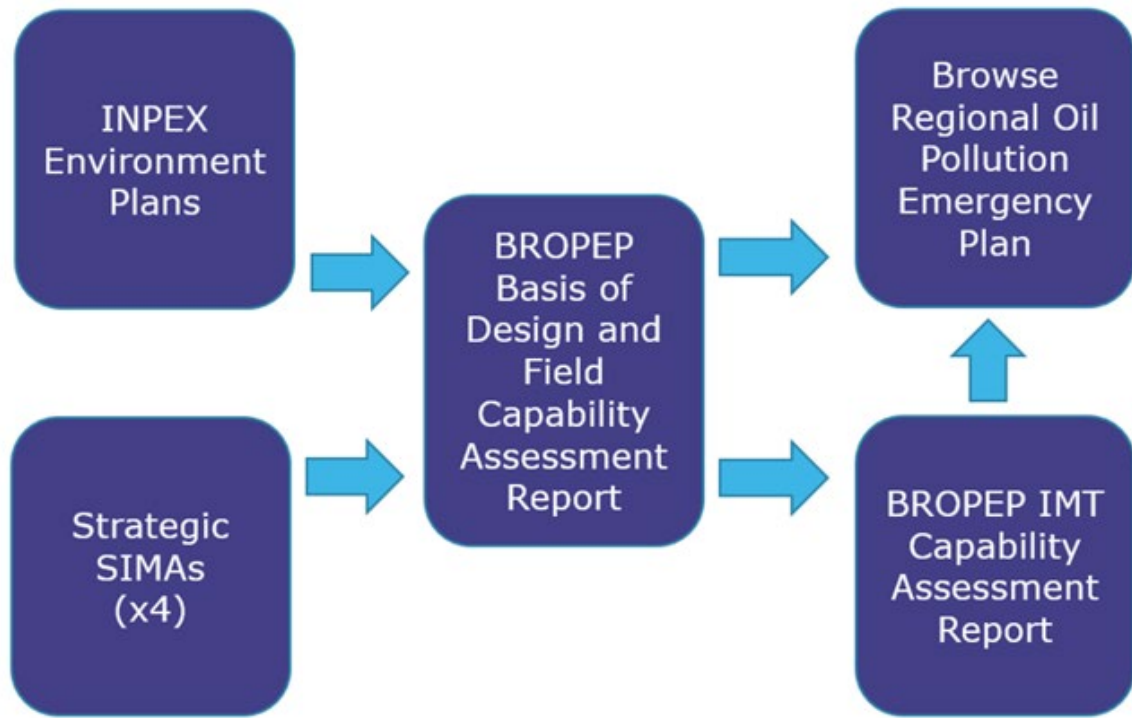 INPEX
Environment
Plans
Strategic
SIMAs
(x4)
BROPEP
Basis of
Design and
Field
Capability
Assessment
Report
Browse
Regional Oil
Pollution
Emergency
Plan
BROPEP IMT
Capability
Assessment
Report